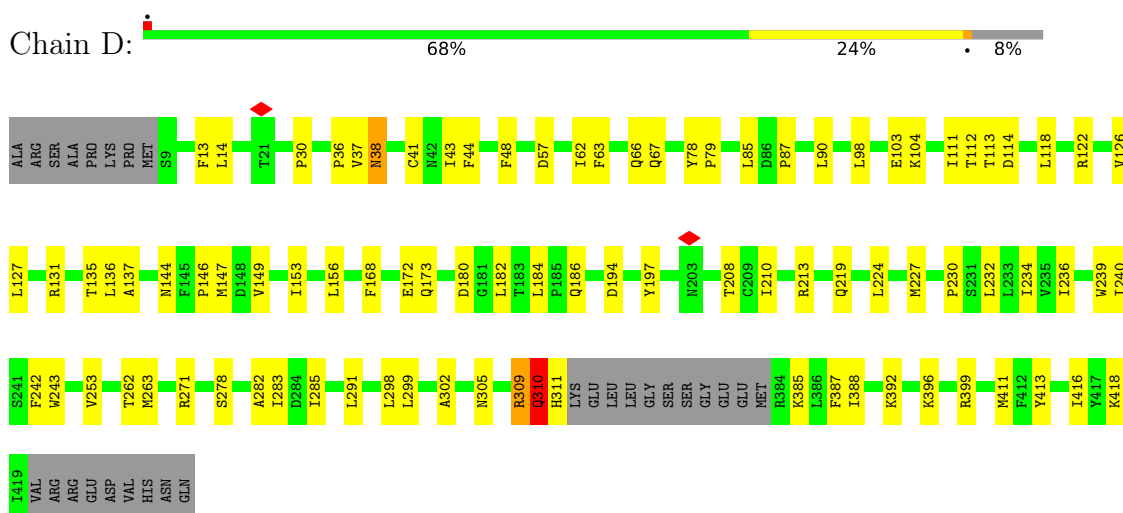 Chain D: 68% 24% • 8%
ALA ARG SER ALA PRO LYS PRO MET S9 F13 L14 T21 P30 P36 V37 N38 C41 N42 I43 F44 F48 D57 I62 F63 Q66 Q67 Y78 P79 L85 D86 P87 L90 L98 E103 K104 I111 T112 T113 D114 L118 R122 V126
L127 R131 T135 L136 A137 N144 F145 P146 M147 D148 V149 I153 L156 F168 E172 Q173 D180 G181 L182 T183 L184 P185 Q186 D194 Y197 N203 T208 C209 I210 R213 Q219 L224 M227 P230 S231 L232 L233 I234 V235 I236 W239 I240
S241 F242 W243 V253 T262 M263 R271 S278 A282 I283 D284 I285 L291 L298 L299 A302 N305 R309 Q310 H311 LYS GLU LEU LEU GLY SER SER GLY GLU GLU MET R384 K385 L386 F387 I388 K392 K396 R399 M411 F412 Y413 I416 Y417 K418
I419 VAL ARG ARG GLU ASP VAL HIS ASN GLN